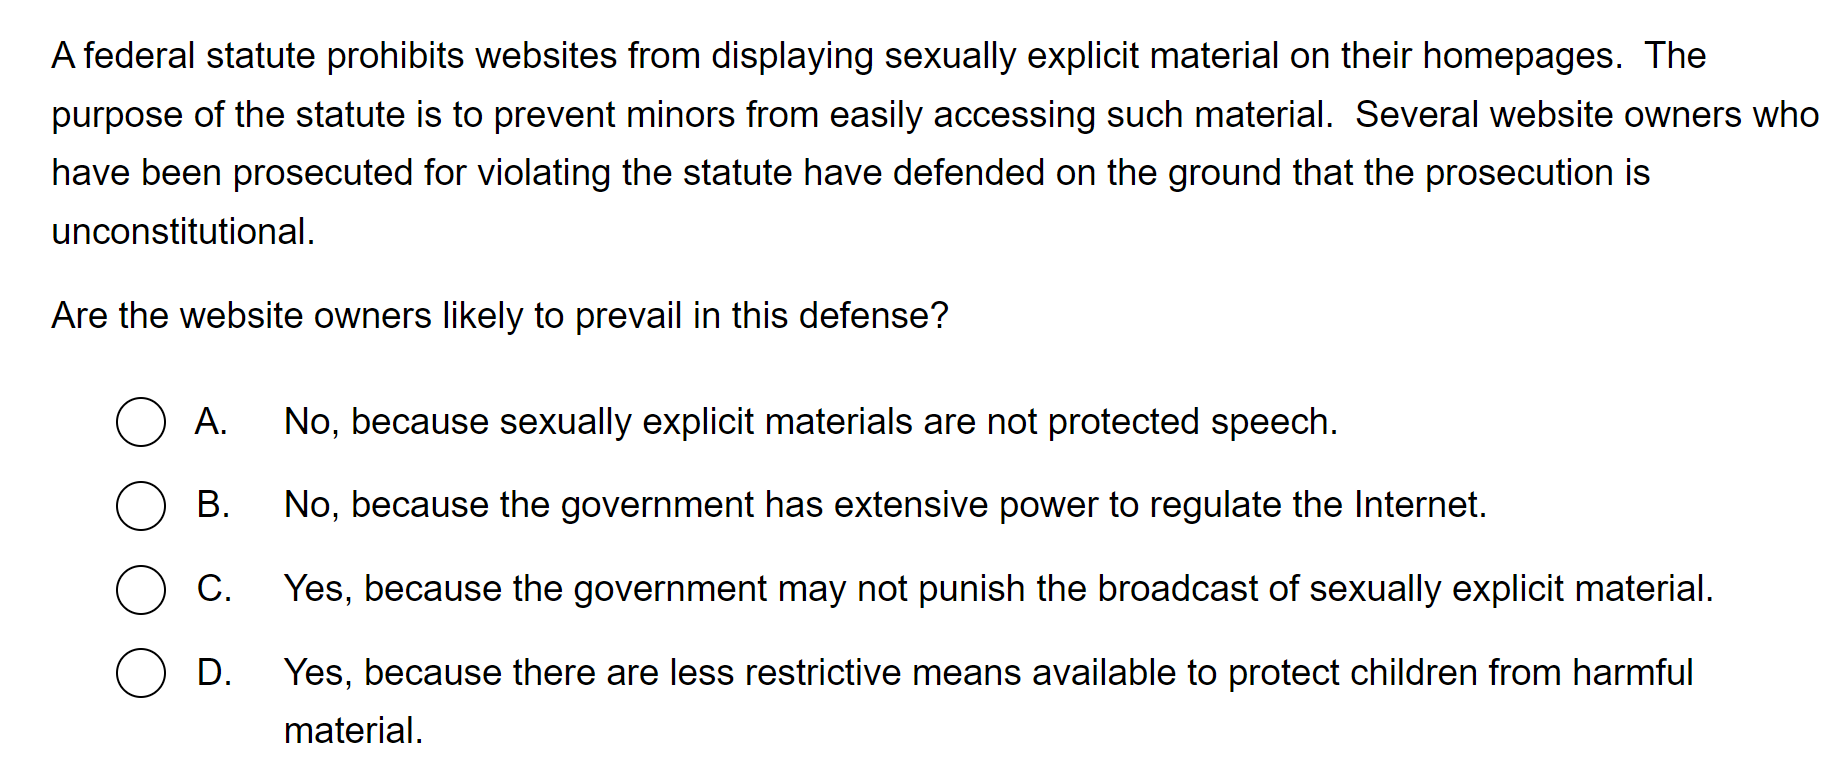 A federal statute prohibits websites from displaying sexually explicit material on their homepages.  The
purpose of the statute is to prevent minors from easily accessing such material.  Several website owners who
have been prosecuted for violating the statute have defended on the ground that the prosecution is
unconstitutional.
Are the website owners likely to prevail in this defense?
A. No, because sexually explicit materials are not protected speech.
B. No, because the government has extensive power to regulate the Internet.
C. Yes, because the government may not punish the broadcast of sexually explicit material.
D. Yes, because there are less restrictive means available to protect children from harmful
material.